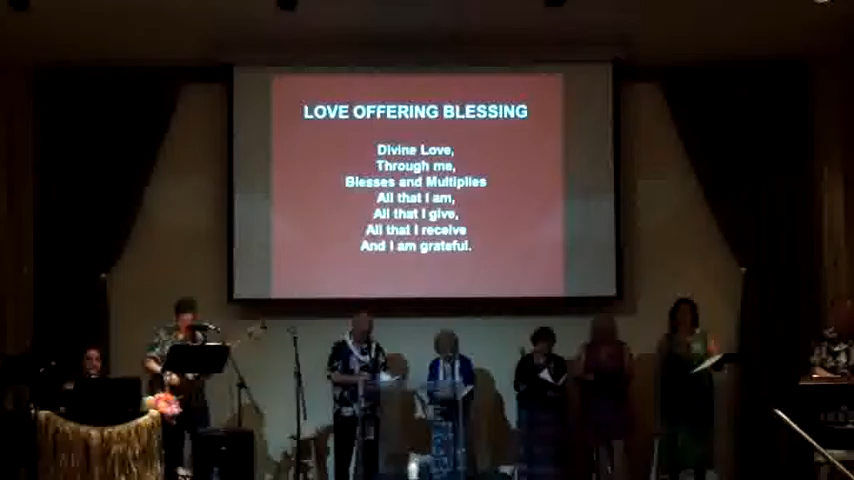 LOVE OFFERING BLESSING
Divine Love,
Through me,
Blesses and Multiplies
All that I am,
All that I give,
All that I receive
And I am grateful.